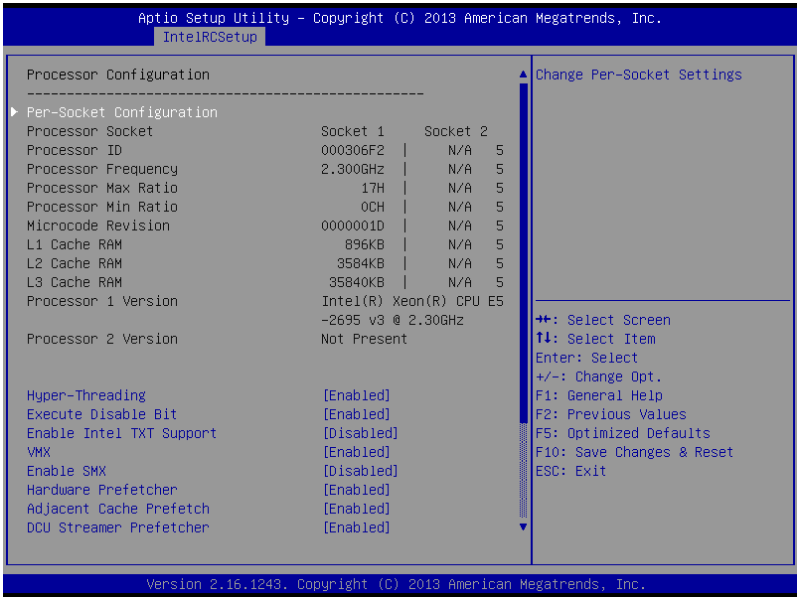 Aptio Setup Utility – Copyright (C) 2013 American Megatrends, Inc.
IntelRCSetup
Processor Configuration
--------------------------------------------------
Per-Socket Configuration
Processor Socket Socket 1 Socket 2
Processor ID 000306F2 | N/A 5
Processor Frequency 2.300GHz | N/A 5
Processor Max Ratio 17H | N/A 5
Processor Min Ratio 0CH | N/A 5
Microcode Revision 0000001D | N/A 5
L1 Cache RAM 896KB | N/A 5
L2 Cache RAM 3584KB | N/A 5
L3 Cache RAM 35840KB | N/A 5
Processor 1 Version Intel(R) Xeon(R) CPU E5
-2695 v3 @ 2.30GHz
Processor 2 Version Not Present
Hyper-Threading [Enabled]
Execute Disable Bit [Enabled]
Enable Intel TXT Support [Disabled]
VMX [Enabled]
Enable SMX [Disabled]
Hardware Prefetcher [Enabled]
Adjacent Cache Prefetch [Enabled]
DCU Streamer Prefetcher [Enabled]
Change Per-Socket Settings
→←: Select Screen
↑↓: Select Item
Enter: Select
+/-: Change Opt.
F1: General Help
F2: Previous Values
F5: Optimized Defaults
F10: Save Changes & Reset
ESC: Exit
Version 2.16.1243. Copyright (C) 2013 American Megatrends, Inc.